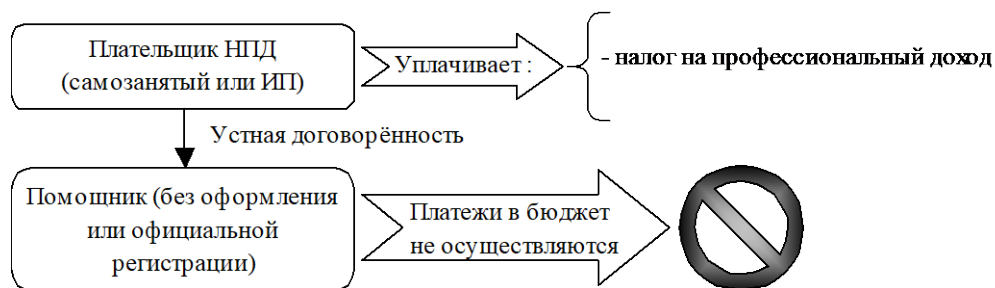 Плательщик НПД
(самозанятый или ИП)
Уплачивает :
- налог на профессиональный доход
Устная договорённость
Помощник (без оформления
или официальной
регистрации)
Платежи в бюджет
не осуществляются